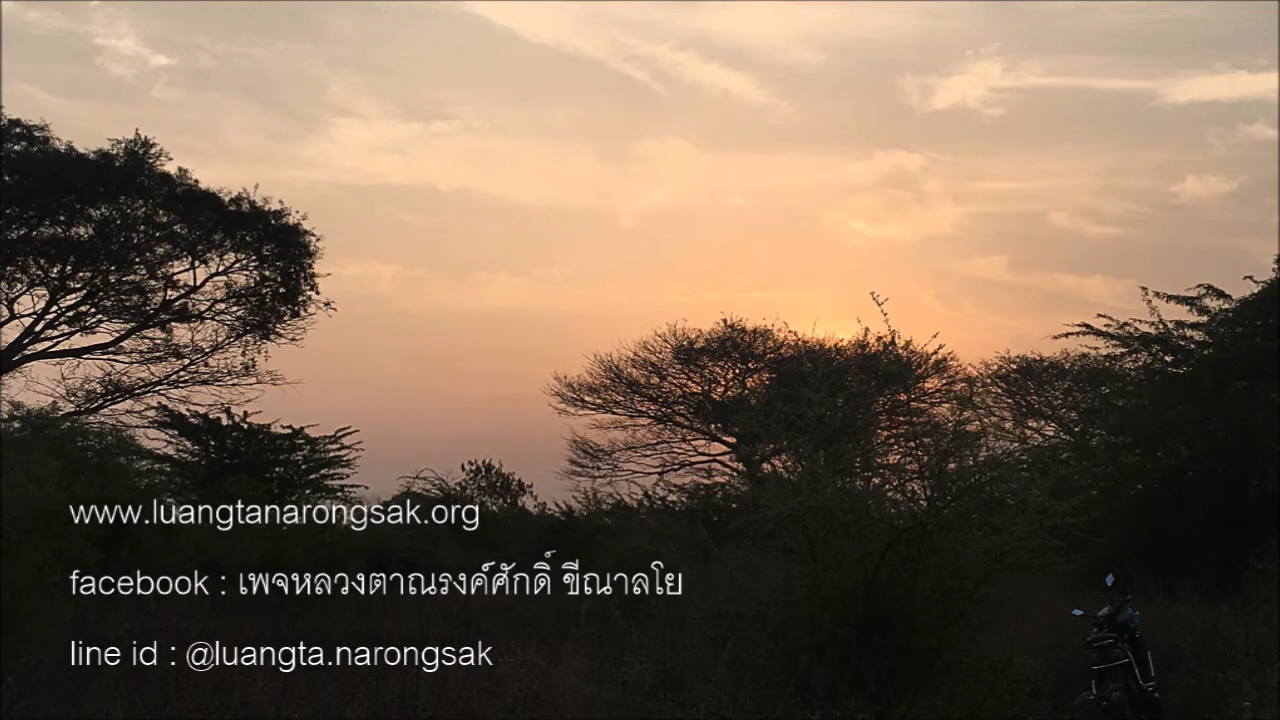 www.luangtanarongsak.org
facebook : เพจหลวงตาณรงค์ศักดิ์ ขีณาลโย
line id : @luangta.narongsak